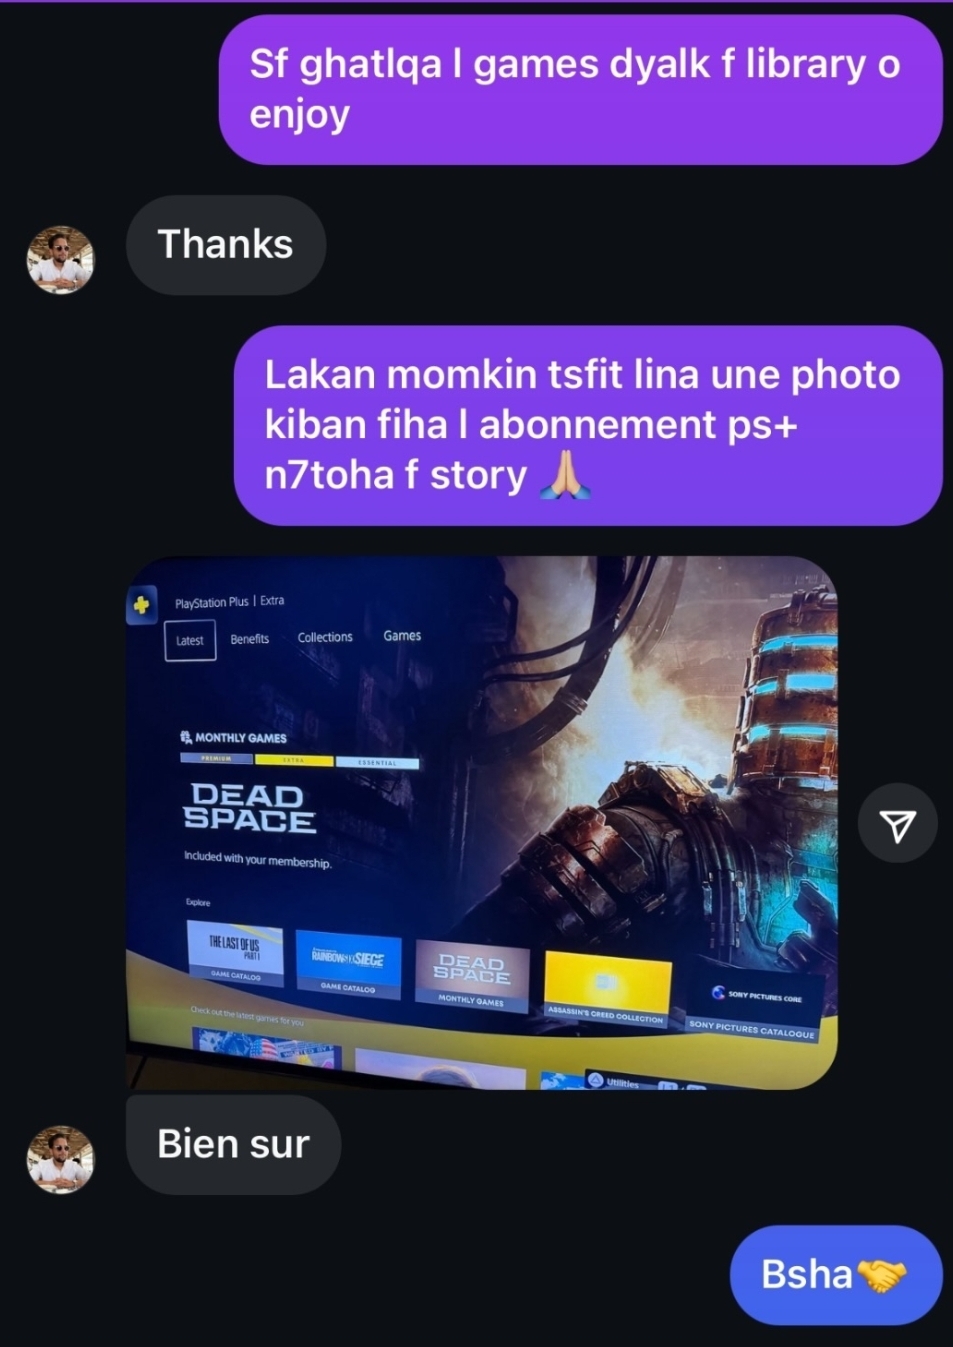 Sf ghatlqa l games dyalk f library o
enjoy
Thanks
Lakan momkin tsfit lina une photo
kiban fiha l abonnement ps+
n7toha f story 🙏🏼
PlayStation Plus | Extra
Latest Benefits Collections Games
MONTHLY GAMES
PREMIUM EXTRA ESSENTIAL
DEAD
SPACE
Included with your membership.
Explore
THE LAST OF US
PART I
GAME CATALOG
RAINBOW SIX SIEGE
GAME CATALOG
DEAD
SPACE
MONTHLY GAMES
ASSASSIN'S CREED COLLECTION
SONY PICTURES CORE
SONY PICTURES CATALOGUE
Check out the latest games for you
Utilities
Bien sur
Bsha🤝